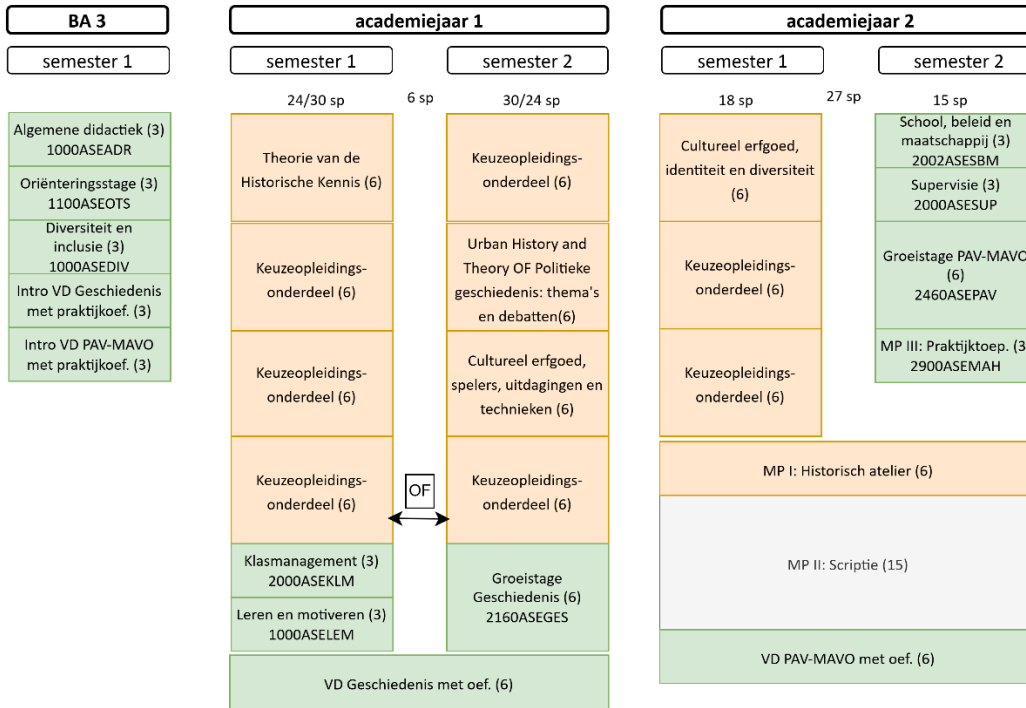 BA 3
semester 1
Algemene didactiek (3)
1000ASEADR
Oriënteringsstage (3)
1100ASEOTS
Diversiteit en
inclusie (3)
1000ASEDIV
Intro VD Geschiedenis
met praktijkoef. (3)
Intro VD PAV-MAVO
met praktijkoef. (3)
academiejaar 1
semester 1
semester 2
24/30 sp
6 sp
30/24 sp
Theorie van de
Historische Kennis (6)
Keuzeopleidings-
onderdeel (6)
Keuzeopleidings-
onderdeel (6)
Keuzeopleidings-
onderdeel (6)
Klasmanagement (3)
2000ASEKLM
Leren en motiveren (3)
1000ASELEM
OF
Keuzeopleidings-
onderdeel (6)
Urban History and
Theory OF Politieke
geschiedenis: thema's
en debatten(6)
Cultureel erfgoed,
spelers, uitdagingen en
technieken (6)
Keuzeopleidings-
onderdeel (6)
Groeistage
Geschiedenis (6)
2160ASEGES
VD Geschiedenis met oef. (6)
academiejaar 2
semester 1
semester 2
18 sp
27 sp
15 sp
Cultureel erfgoed,
identiteit en diversiteit
(6)
Keuzeopleidings-
onderdeel (6)
Keuzeopleidings-
onderdeel (6)
School, beleid en
maatschappij (3)
2002ASESBM
Supervisie (3)
2000ASESUP
Groeistage PAV-MAVO
(6)
2460ASEPAV
MP III: Praktijktoep. (3
2900ASEMAH
MP I: Historisch atelier (6)
MP II: Scriptie (15)
VD PAV-MAVO met oef. (6)